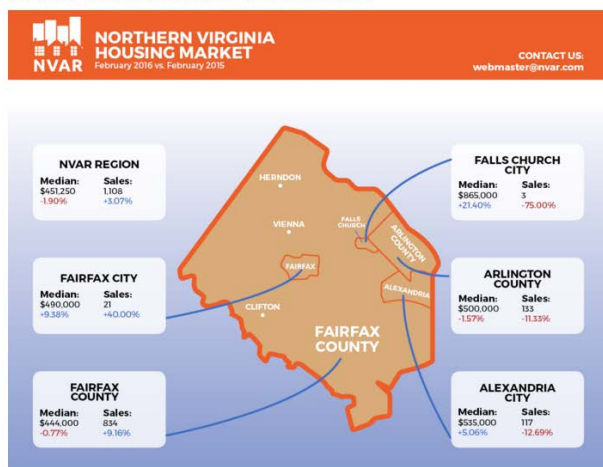 NVAR
NORTHERN VIRGINIA
HOUSING MARKET
February 2016 vs. February 2015
CONTACT US:
webmaster@nvar.com
NVAR REGION
Median: Sales:
$451,250 1,108
-1.90% +3.07%
FALLS CHURCH
CITY
Median: Sales:
$865,000 3
+21.40% -75.00%
FAIRFAX CITY
Median: Sales:
$490,000 21
+9.38% +40.00%
ARLINGTON
COUNTY
Median: Sales:
$500,000 133
-1.57% -11.33%
FAIRFAX
COUNTY
Median: Sales:
$444,000 834
-0.77% +9.16%
ALEXANDRIA
CITY
Median: Sales:
$535,000 117
+5.06% -12.69%
HERNDON
VIENNA
FALLS
CHURCH
ARLINGTON
COUNTY
FAIRFAX
ALEXANDRIA
CLIFTON
FAIRFAX
COUNTY